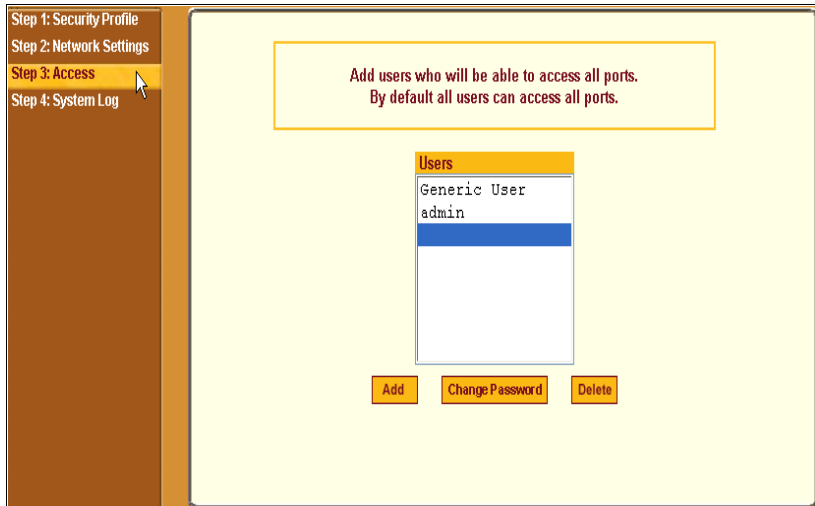 Step 1: Security Profile
Step 2: Network Settings
Step 3: Access
Step 4: System Log
Add users who will be able to access all ports.
By default all users can access all ports.
Users
Generic User
admin
Add
Change Password
Delete